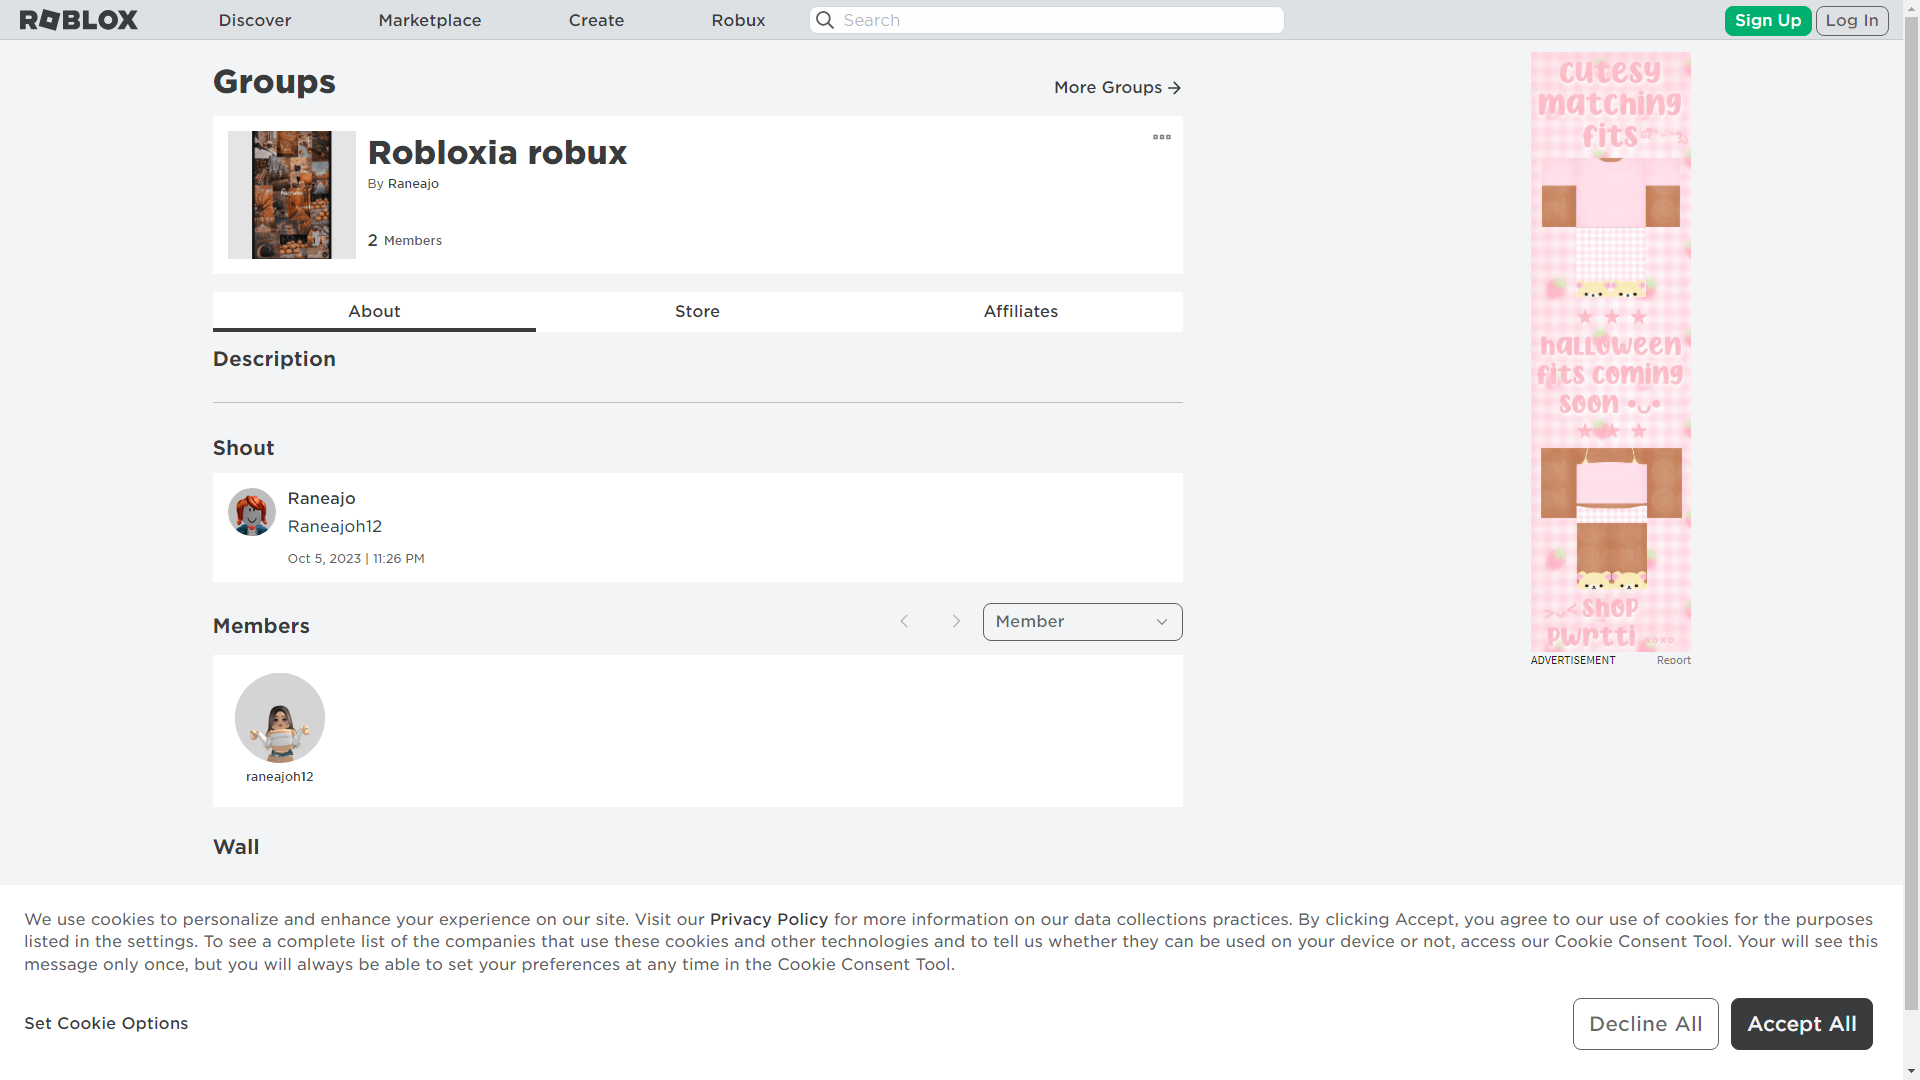 ROBLOX
Discover
Marketplace
Create
Robux
Search
Sign Up
Log In
Groups
More Groups
Robloxia robux
By Raneajo
2 Members
About
Store
Affiliates
Description
Shout
Raneajo
Raneajoh12
Oct 5, 2023 | 11:26 PM
Members
Member
raneajoh12
Wall
cutesy
matching
fits
halloween
fits coming
soon
shop
pwrtti xoxo
ADVERTISEMENT
Report
We use cookies to personalize and enhance your experience on our site. Visit our Privacy Policy for more information on our data collections practices. By clicking Accept, you agree to our use of cookies for the purposes
listed in the settings. To see a complete list of the companies that use these cookies and other technologies and to tell us whether they can be used on your device or not, access our Cookie Consent Tool. Your will see this
message only once, but you will always be able to set your preferences at any time in the Cookie Consent Tool.
Set Cookie Options
Decline All
Accept All